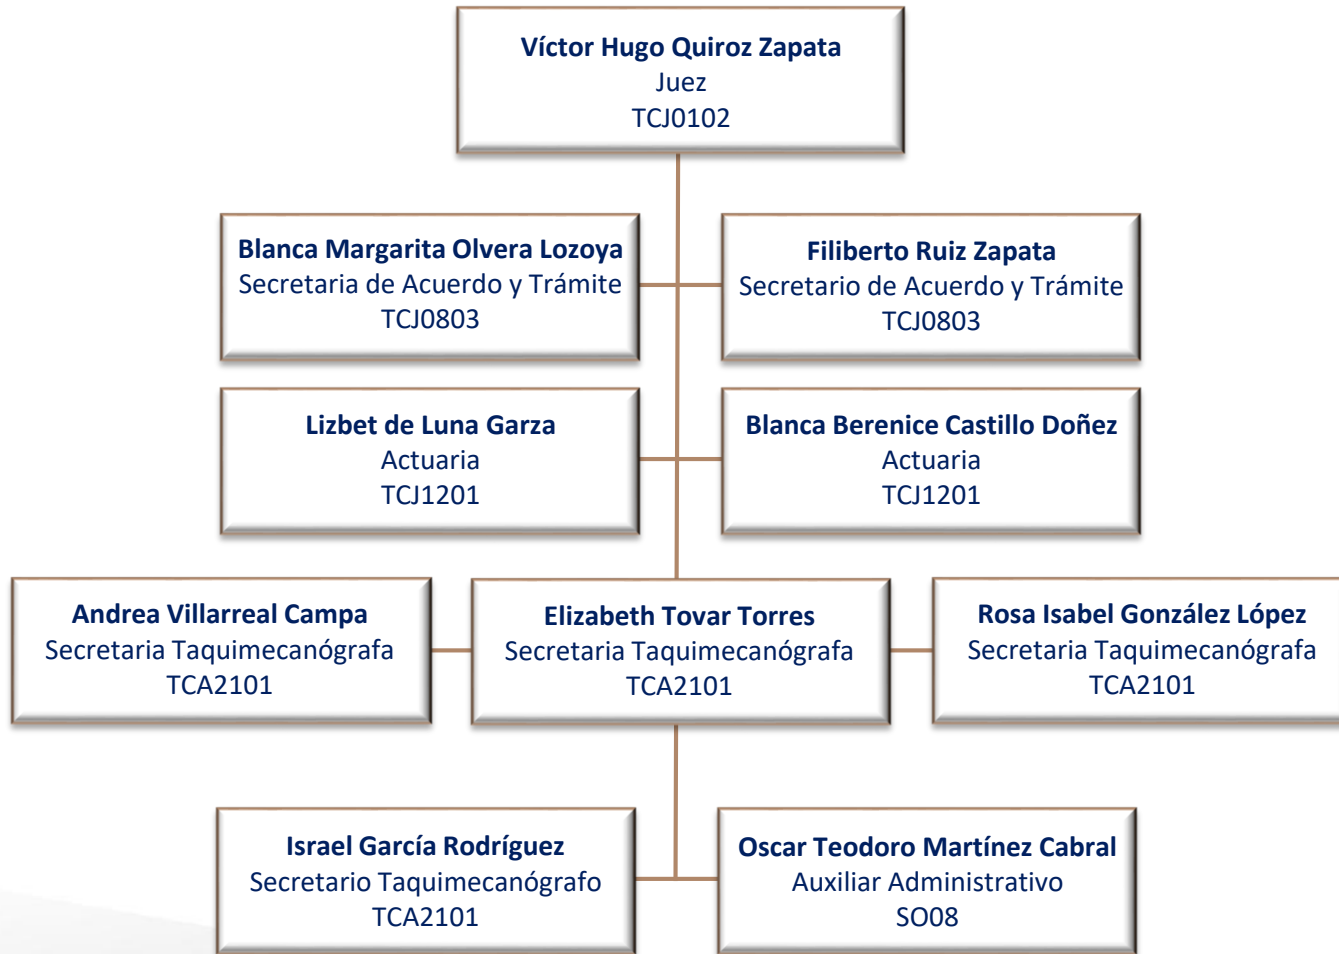 Víctor Hugo Quiroz Zapata
Juez
TCJ0102
Blanca Margarita Olvera Lozoya
Secretaria de Acuerdo y Trámite
TCJ0803
Filiberto Ruiz Zapata
Secretario de Acuerdo y Trámite
TCJ0803
Lizbet de Luna Garza
Actuaria
TCJ1201
Blanca Berenice Castillo Doñez
Actuaria
TCJ1201
Andrea Villarreal Campa
Secretaria Taquimecanógrafa
TCA2101
Elizabeth Tovar Torres
Secretaria Taquimecanógrafa
TCA2101
Rosa Isabel González López
Secretaria Taquimecanógrafa
TCA2101
Israel García Rodríguez
Secretario Taquimecanógrafo
TCA2101
Oscar Teodoro Martínez Cabral
Auxiliar Administrativo
SO08